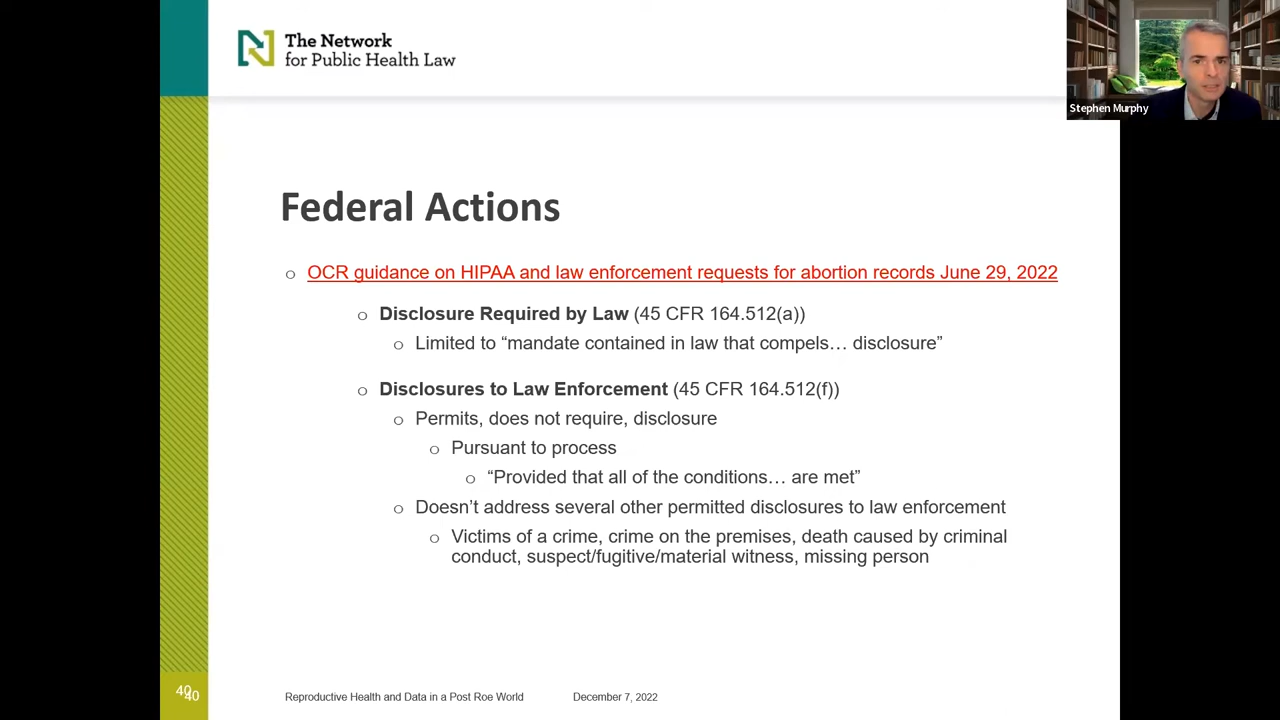 The Network
for Public Health Law
Stephen Murphy
Federal Actions
OCR guidance on HIPAA and law enforcement requests for abortion records June 29, 2022
Disclosure Required by Law (45 CFR 164.512(a))
Limited to “mandate contained in law that compels… disclosure”
Disclosures to Law Enforcement (45 CFR 164.512(f))
Permits, does not require, disclosure
Pursuant to process
“Provided that all of the conditions… are met”
Doesn’t address several other permitted disclosures to law enforcement
Victims of a crime, crime on the premises, death caused by criminal
conduct, suspect/fugitive/material witness, missing person
40 40
Reproductive Health and Data in a Post Roe World December 7, 2022